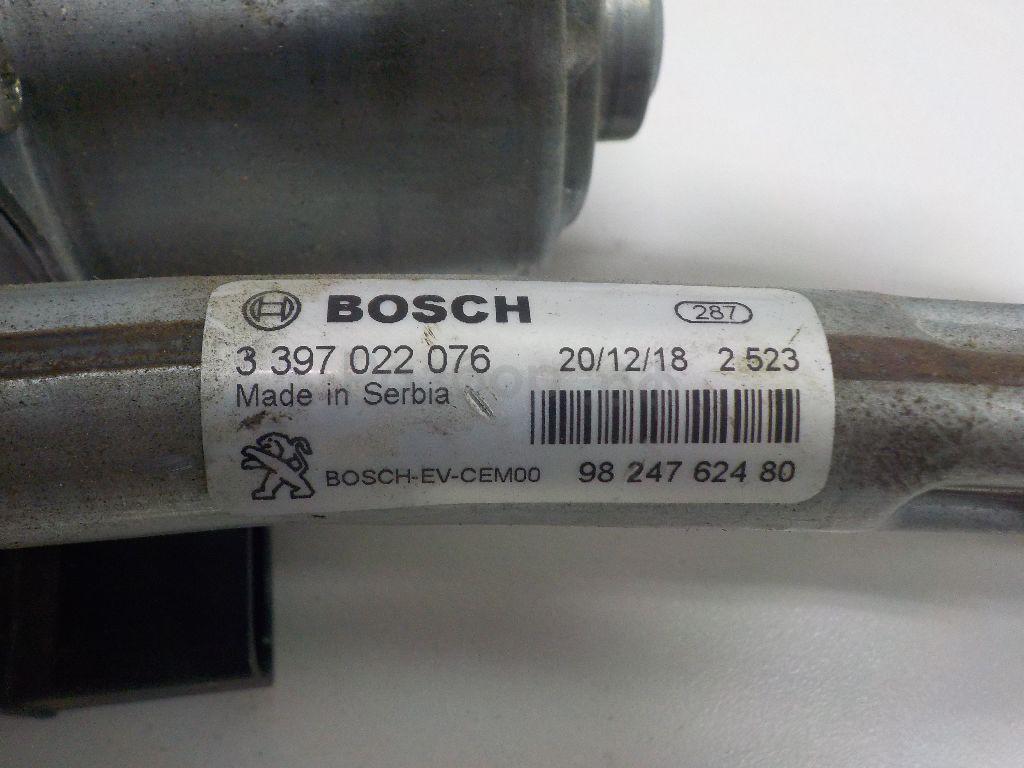 BOSCH 287
3 397 022 076 20/12/18 2 523
Made in Serbia
BOSCH-EV-CEM00 98 247 624 80